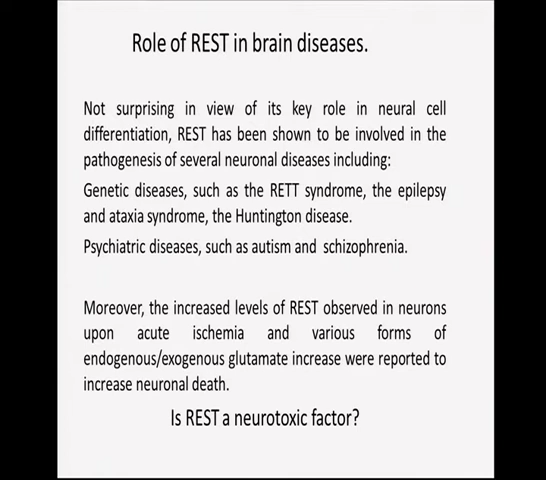 Role of REST in brain diseases.
Not surprising in view of its key role in neural cell
differentiation, REST has been shown to be involved in the
pathogenesis of several neuronal diseases including:
Genetic diseases, such as the RETT syndrome, the epilepsy
and ataxia syndrome, the Huntington disease.
Psychiatric diseases, such as autism and schizophrenia.
Moreover, the increased levels of REST observed in neurons
upon acute ischemia and various forms of
endogenous/exogenous glutamate increase were reported to
increase neuronal death.
Is REST a neurotoxic factor?